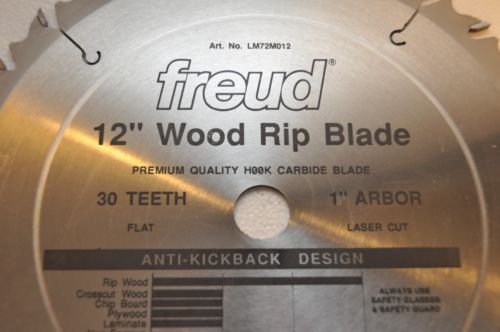 Art. No. LM72M012
freud®
12" Wood Rip Blade
PREMIUM QUALITY H00K CARBIDE BLADE
30 TEETH 1" ARBOR
FLAT LASER CUT
ANTI-KICKBACK DESIGN
Rip Wood
Crosscut Wood
Chip Board
Plywood
Laminate
ALWAYS USE
SAFETY GLASSES
& SAFETY GUARD